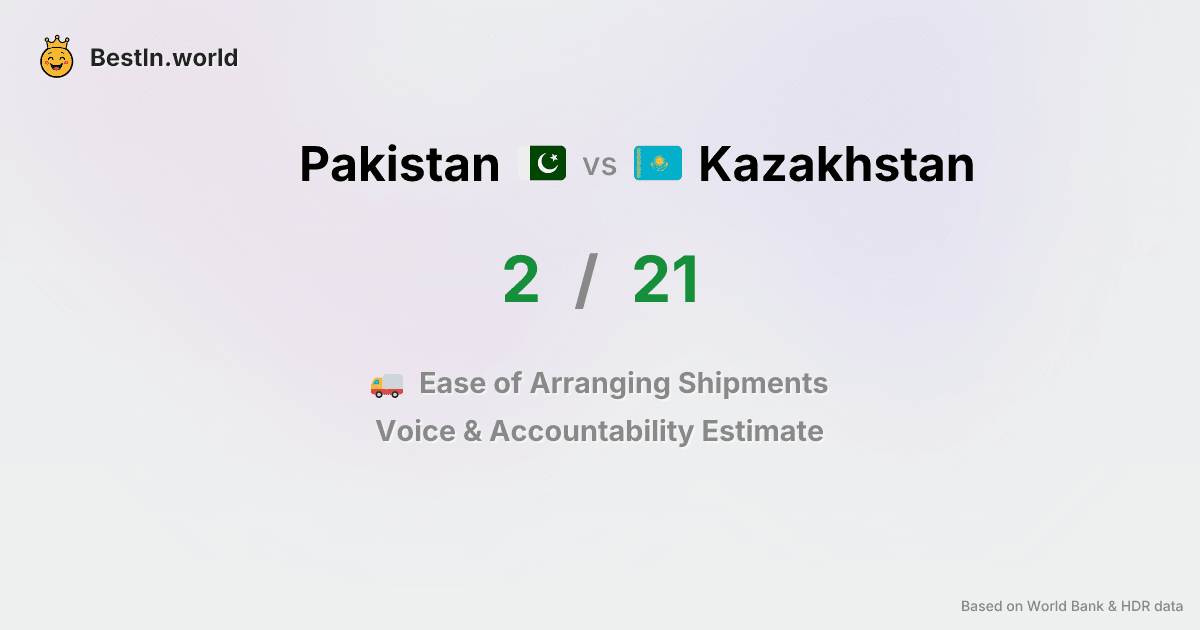 BestIn.world
Pakistan vs Kazakhstan
2 / 21
Ease of Arranging Shipments
Voice & Accountability Estimate
Based on World Bank & HDR data